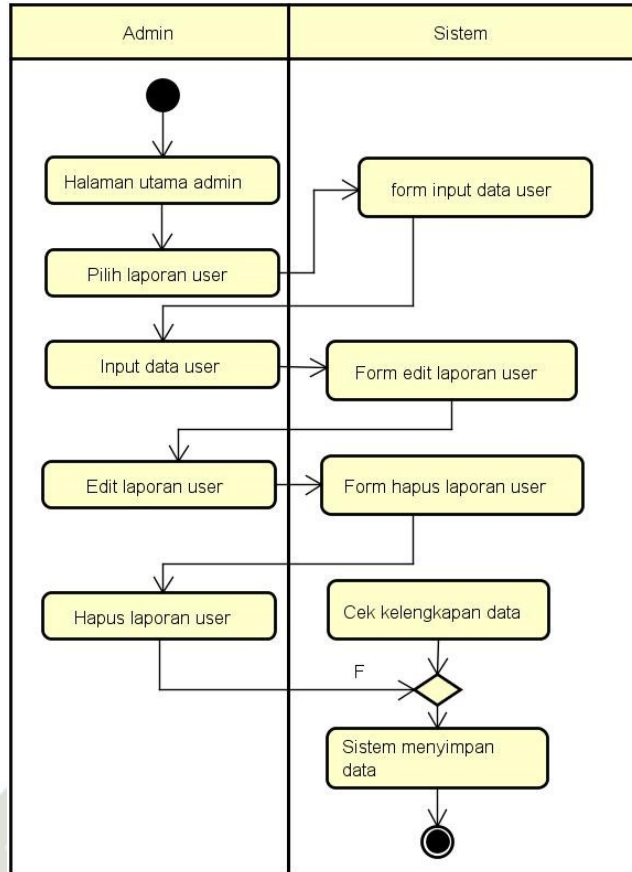 Admin
Sistem
Halaman utama admin
form input data user
Pilih laporan user
Input data user
Form edit laporan user
Edit laporan user
Form hapus laporan user
Hapus laporan user
Cek kelengkapan data
F
Sistem menyimpan
data